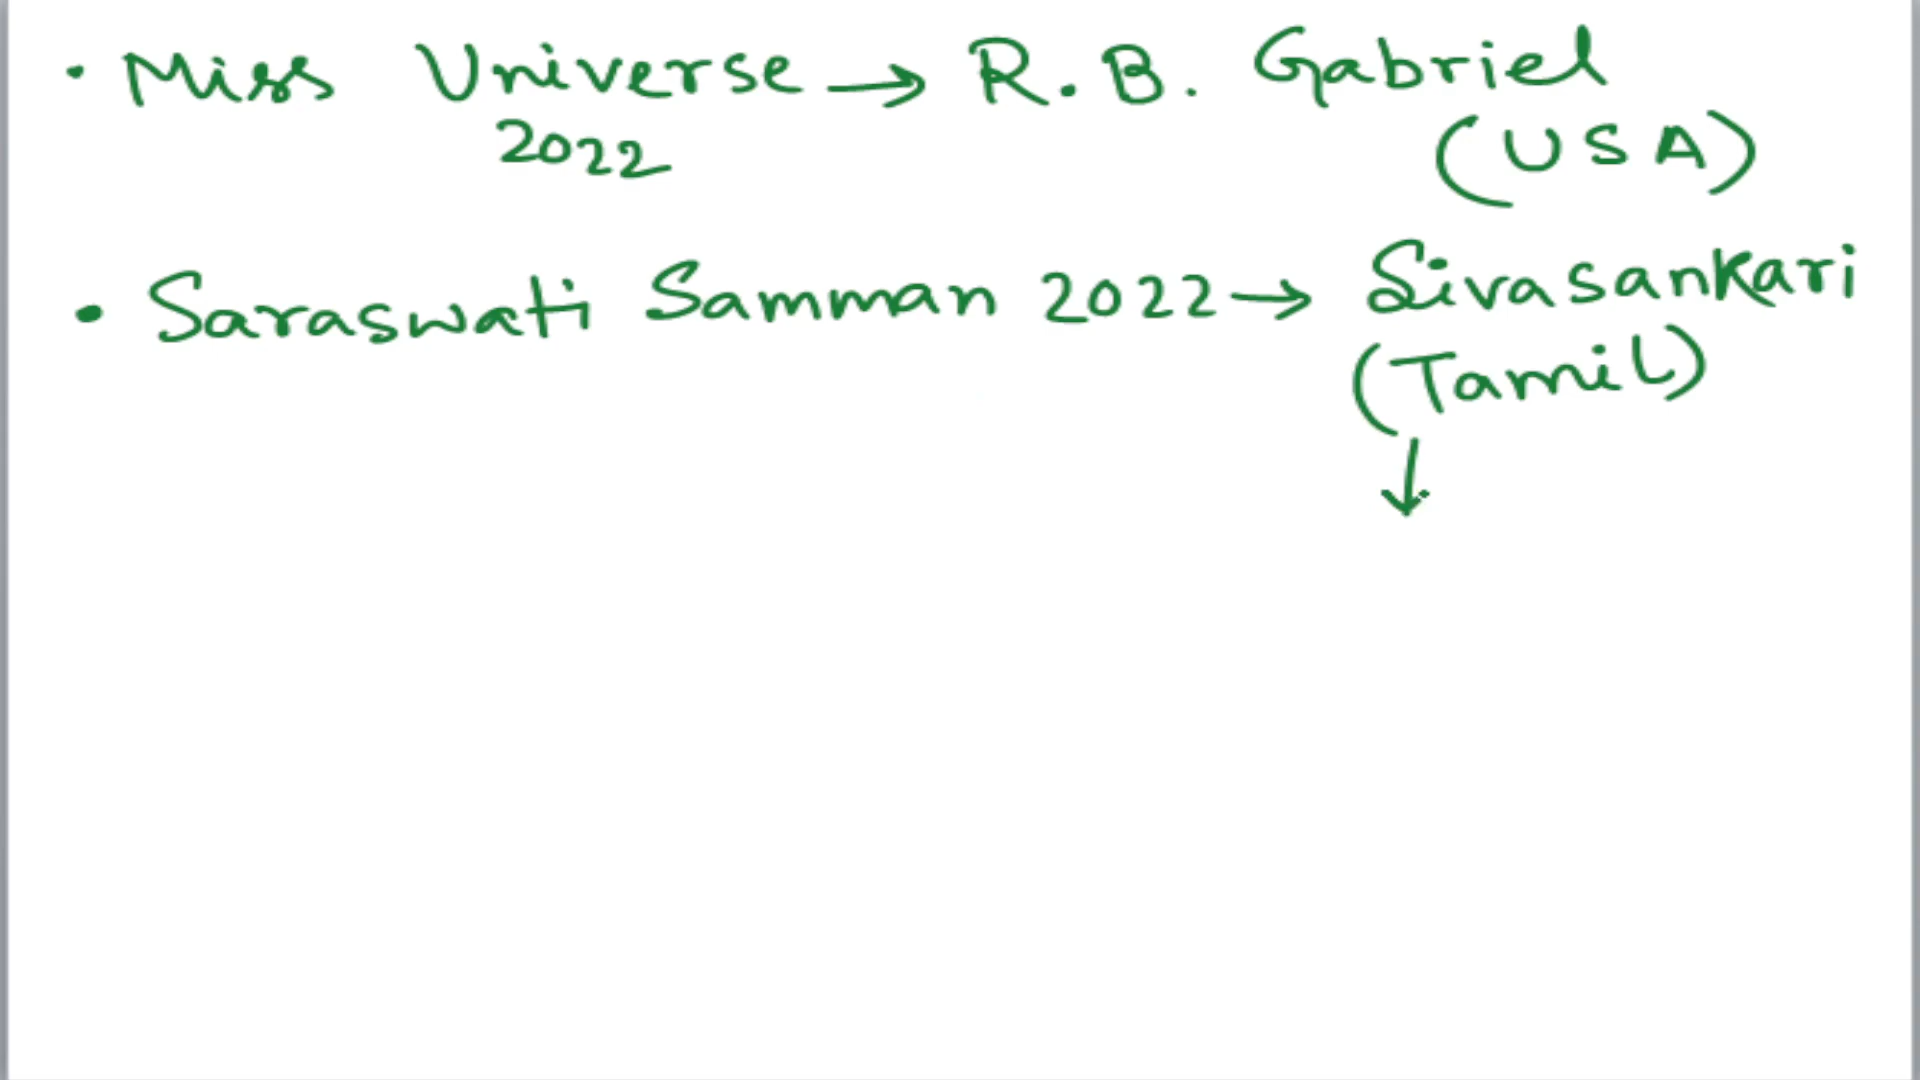 • Miss Universe → R. B. Gabriel
2022 (USA)
• Saraswati Samman 2022 → Sivasankari
(Tamil)
↓